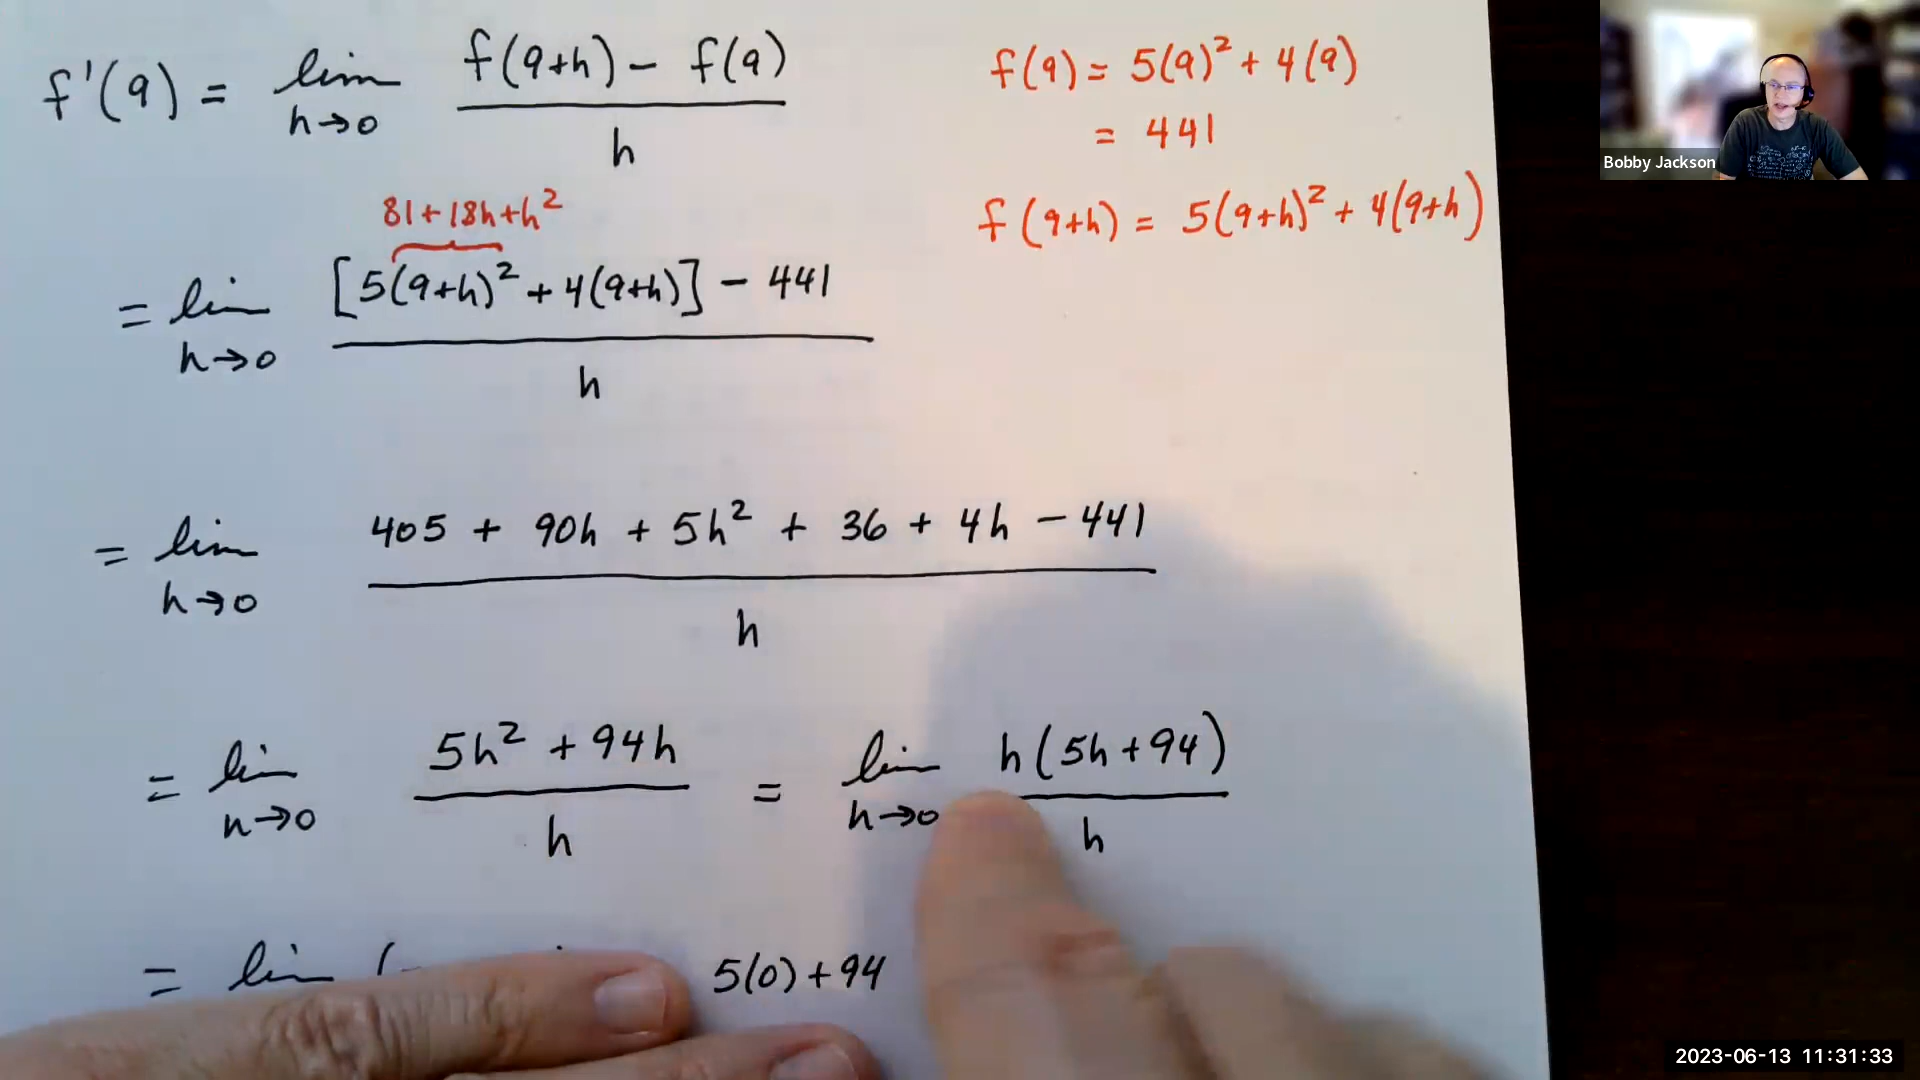 f'(9) = lim h→0 f(9+h) - f(9) / h
f(9) = 5(9)² + 4(9)
= 441
f(9+h) = 5(9+h)² + 4(9+h)
81+18h+h²
= lim h→0 [5(9+h)² + 4(9+h)] - 441 / h
= lim h→0 405 + 90h + 5h² + 36 + 4h - 441 / h
= lim h→0 5h² + 94h / h = lim h→0 h(5h+94) / h
= lim ( 5(0)+94
Bobby Jackson
2023-06-13 11:31:33